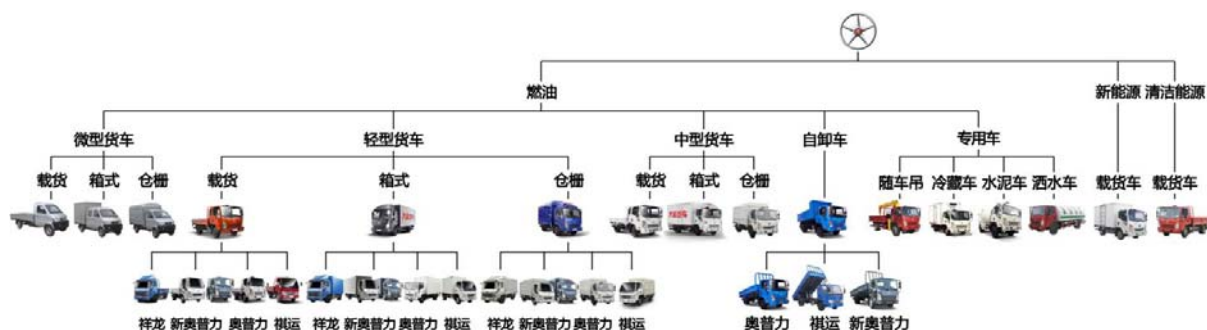 燃油 新能源 清洁能源
微型货车 轻型货车 中型货车 自卸车 专用车
载货 箱式 仓栅 载货 箱式 仓栅 载货 箱式 仓栅 随车吊 冷藏车 水泥车 洒水车 载货车 载货车
祥龙 新奥普力 奥普力 祺运 祥龙 新奥普力 奥普力 祺运 祥龙 新奥普力 奥普力 祺运 奥普力 祺运 新奥普力